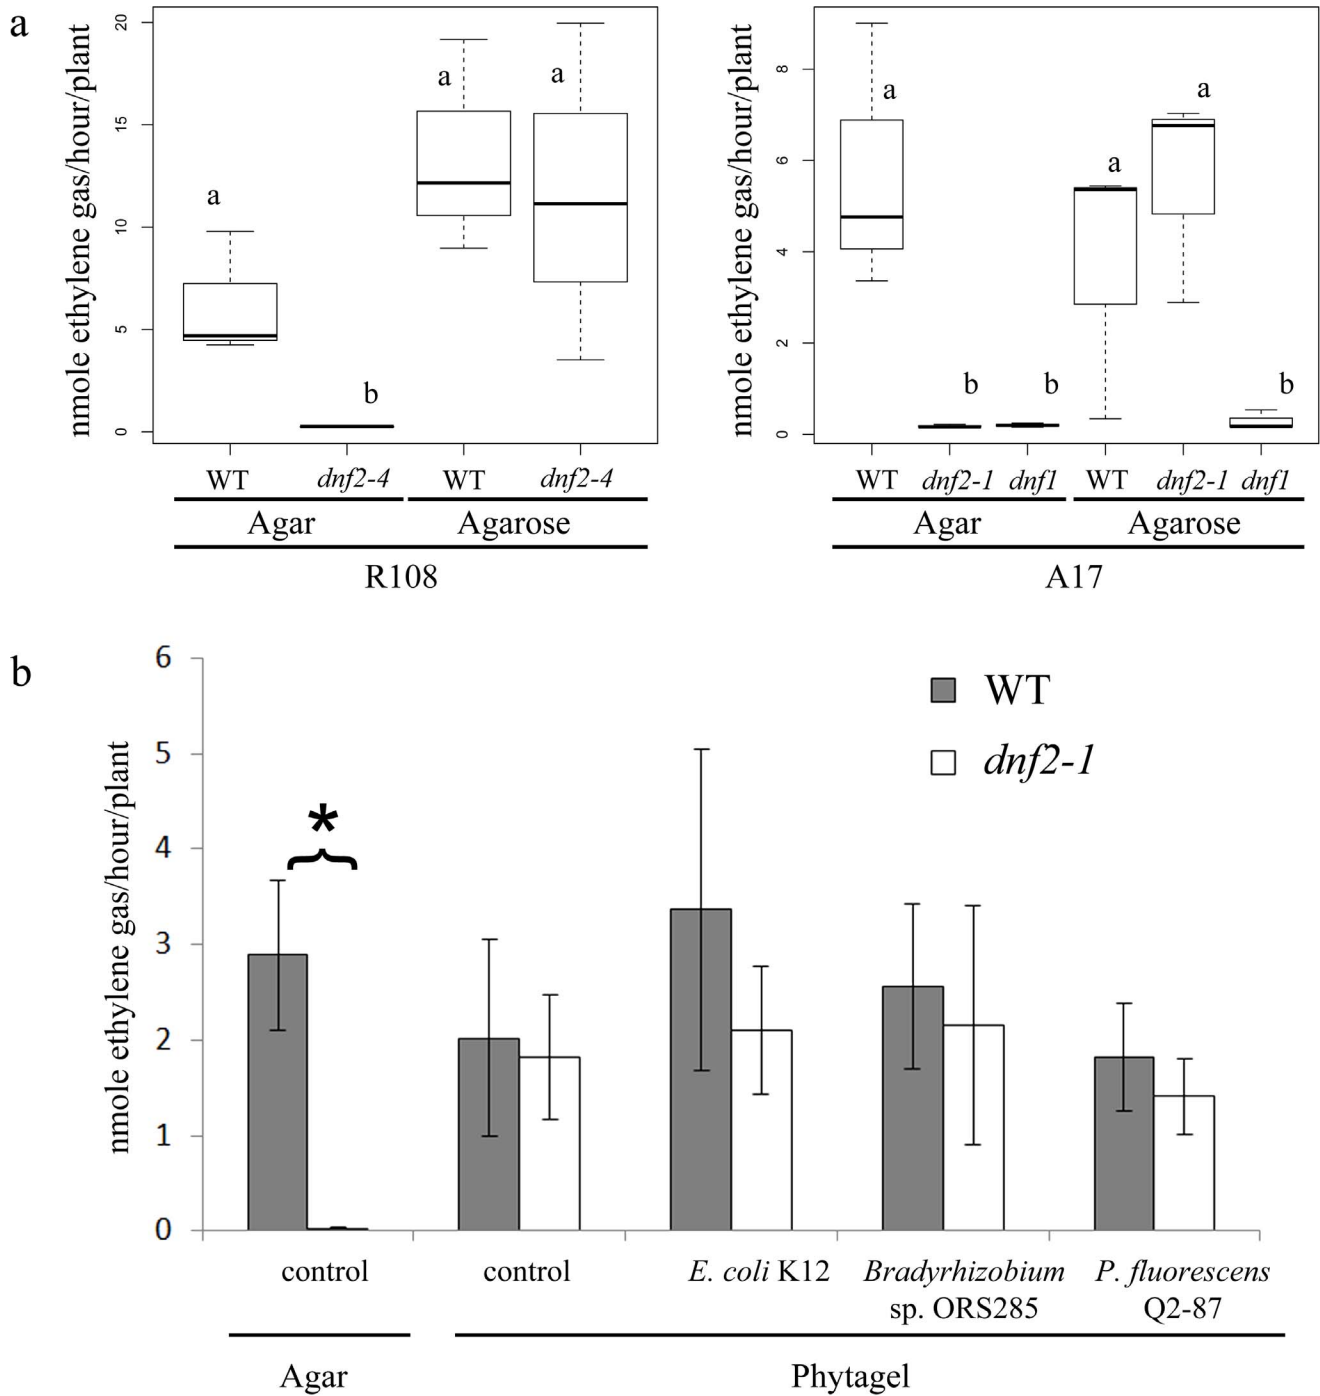 a
nmole ethylene gas/hour/plant
20
15
10
5
0
a
b
a
a
WT dnf2-4 WT dnf2-4
Agar Agarose
R108
nmole ethylene gas/hour/plant
8
6
4
2
0
a
b
b
a
a
b
WT dnf2-1 dnf1 WT dnf2-1 dnf1
Agar Agarose
A17
b
nmole ethylene gas/hour/plant
6
5
4
3
2
1
0
*
WT
dnf2-1
control control E. coli K12 Bradyrhizobium P. fluorescens
sp. ORS285 Q2-87
Agar Phytagel